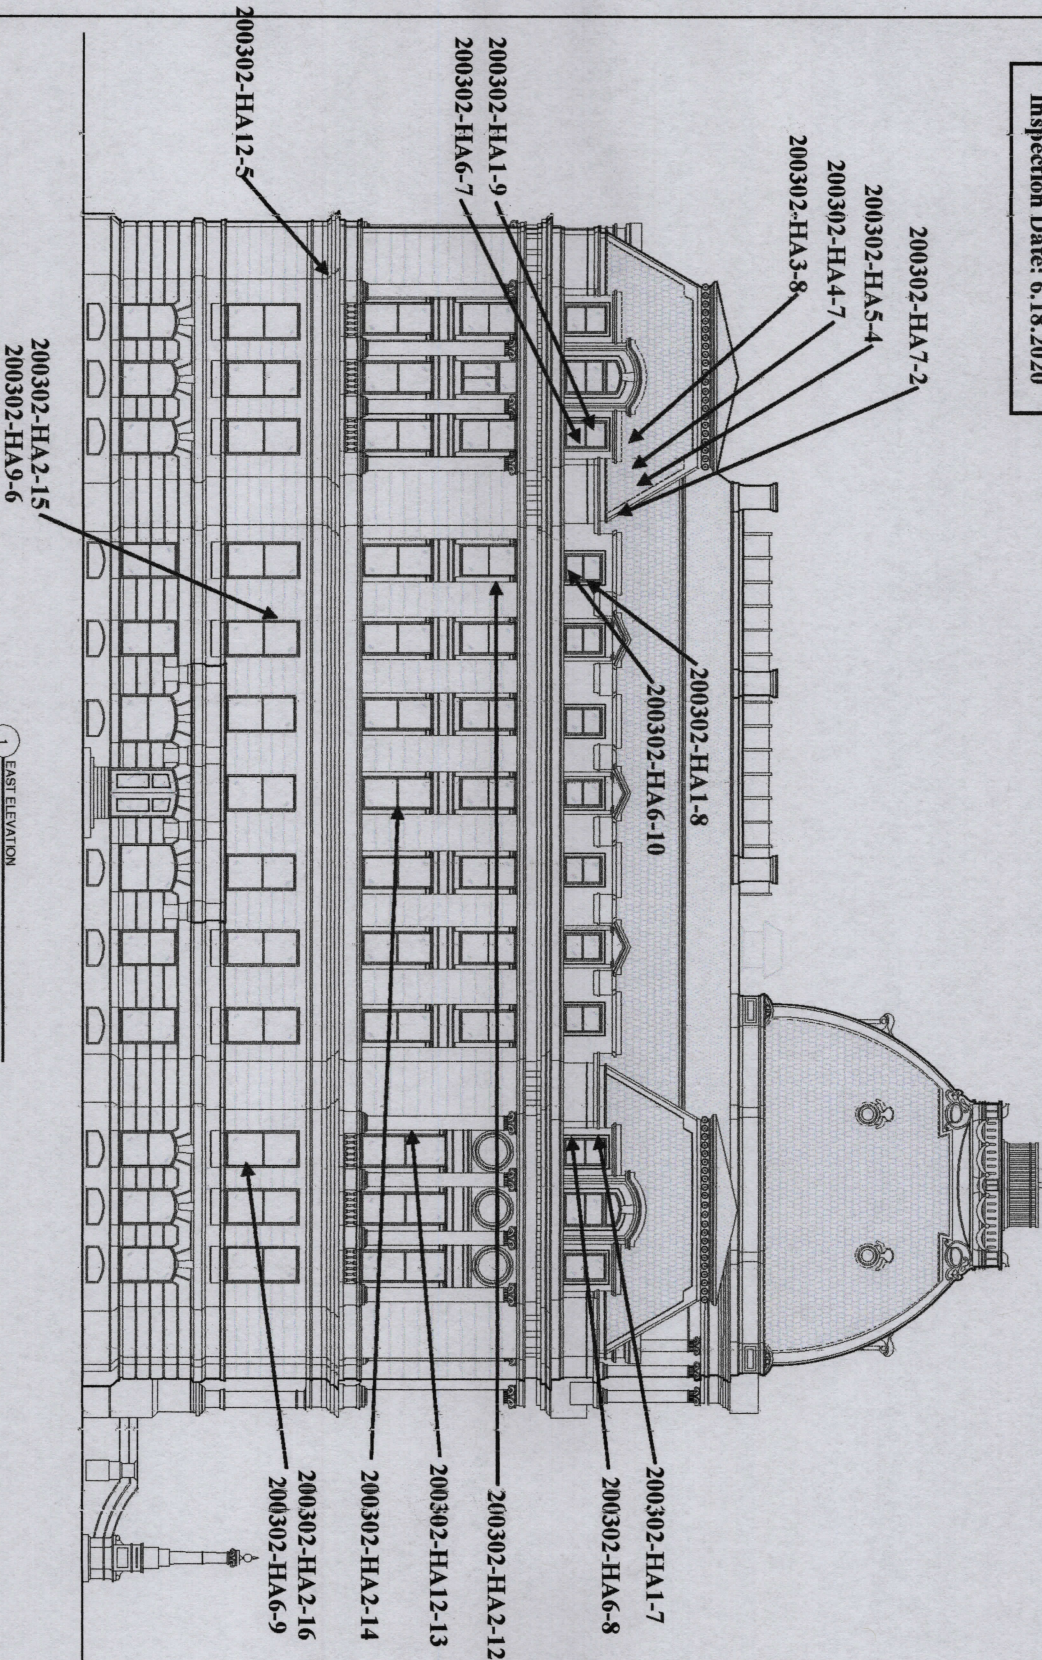 Inspection Date: 6.18.2020
200302-HA7-2
200302-HA5-4
200302-HA4-7
200302-HA3-8
200302-HA1-9
200302-HA6-7
200302-HA12-5
200302-HA1-8
200302-HA6-10
200302-HA2-15
200302-HA9-6
200302-HA1-7
200302-HA6-8
200302-HA2-12
200302-HA12-13
200302-HA2-14
200302-HA2-16
200302-HA6-9
1 EAST ELEVATION